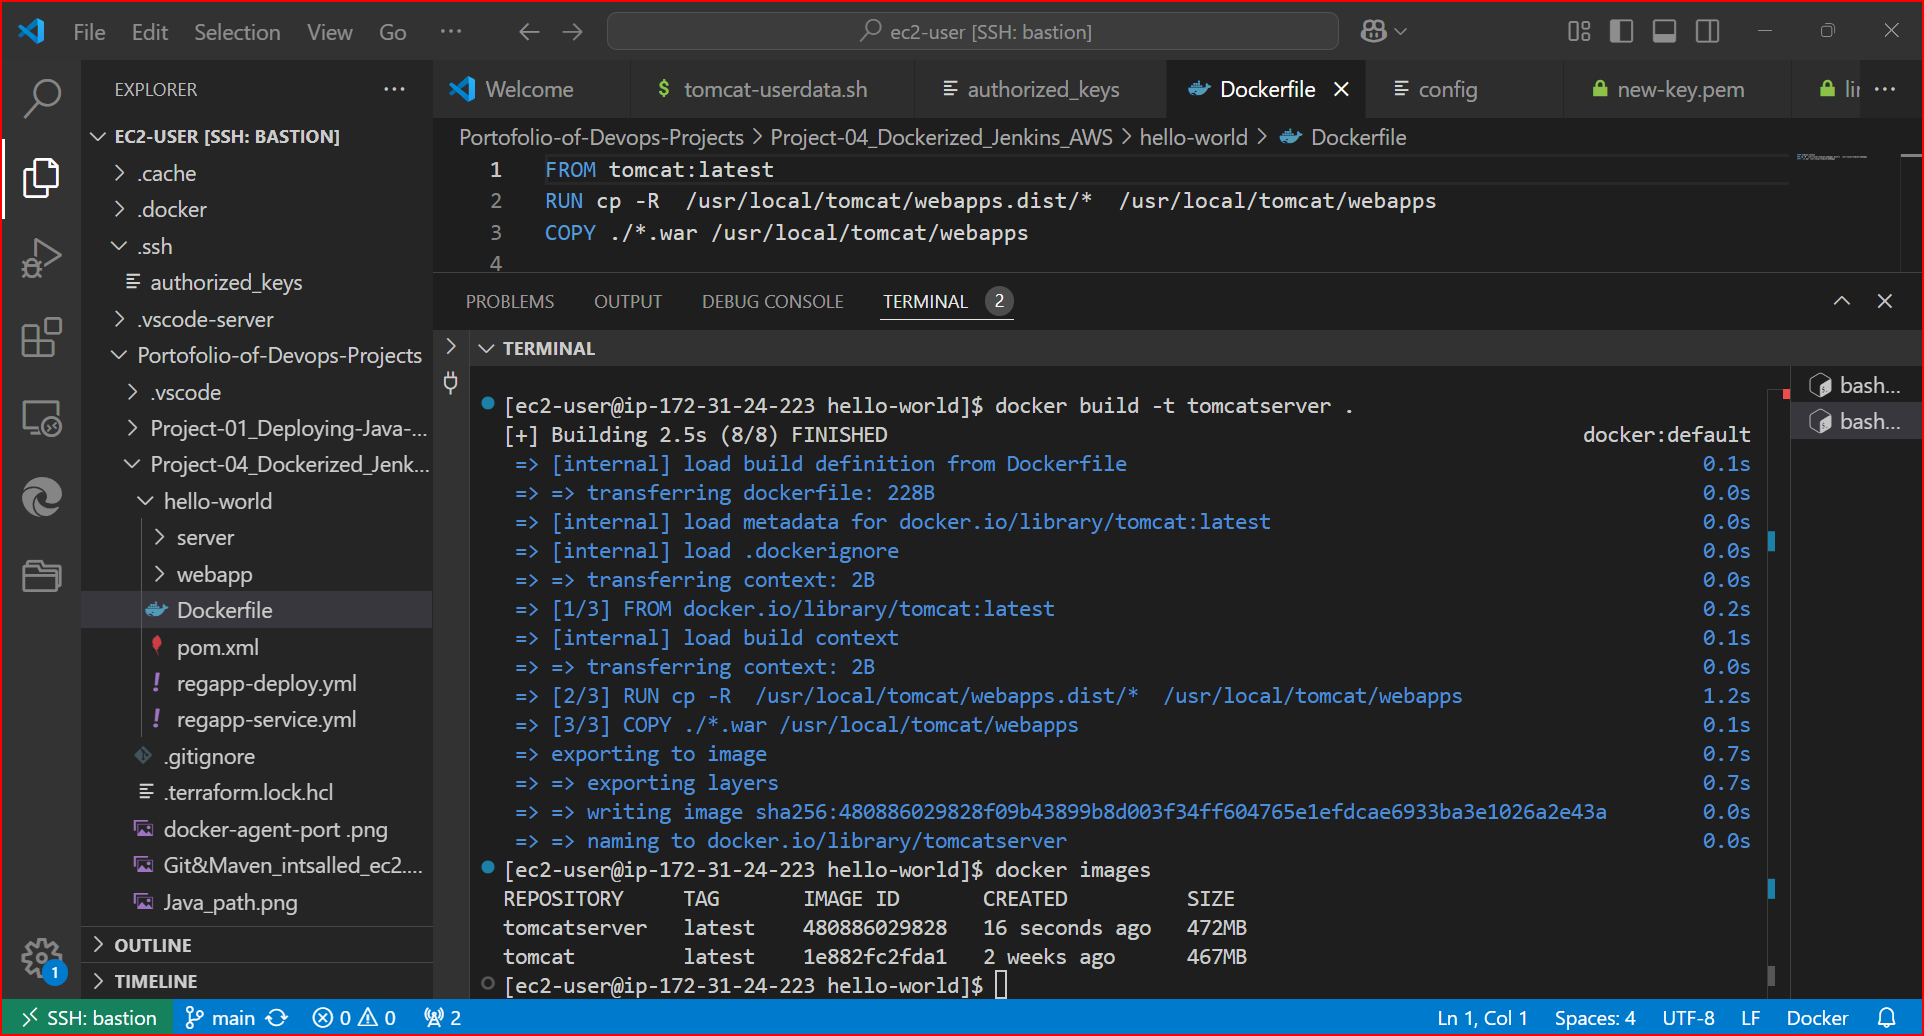 File Edit Selection View Go ··· ec2-user [SSH: bastion]
EXPLORER ···
Welcome
$ tomcat-userdata.sh
authorized_keys
Dockerfile
config
new-key.pem
···
EC2-USER [SSH: BASTION]
.cache
.docker
.ssh
authorized_keys
.vscode-server
Portofolio-of-Devops-Projects
.vscode
Project-01_Deploying-Java-...
Project-04_Dockerized_Jenk...
hello-world
server
webapp
Dockerfile
pom.xml
! regapp-deploy.yml
! regapp-service.yml
.gitignore
.terraform.lock.hcl
docker-agent-port .png
Git&Maven_intsalled_ec2....
Java_path.png
OUTLINE
TIMELINE
1
Portofolio-of-Devops-Projects > Project-04_Dockerized_Jenkins_AWS > hello-world > Dockerfile
1 FROM tomcat:latest
2 RUN cp -R  /usr/local/tomcat/webapps.dist/*  /usr/local/tomcat/webapps
3 COPY ./*.war /usr/local/tomcat/webapps
4
PROBLEMS OUTPUT DEBUG CONSOLE TERMINAL 2
TERMINAL
bash...
bash...
[ec2-user@ip-172-31-24-223 hello-world]$ docker build -t tomcatserver .
[+] Building 2.5s (8/8) FINISHED docker:default
=> [internal] load build definition from Dockerfile 0.1s
=> => transferring dockerfile: 228B 0.0s
=> [internal] load metadata for docker.io/library/tomcat:latest 0.0s
=> [internal] load .dockerignore 0.0s
=> => transferring context: 2B 0.0s
=> [1/3] FROM docker.io/library/tomcat:latest 0.2s
=> [internal] load build context 0.1s
=> => transferring context: 2B 0.0s
=> [2/3] RUN cp -R  /usr/local/tomcat/webapps.dist/*  /usr/local/tomcat/webapps 1.2s
=> [3/3] COPY ./*.war /usr/local/tomcat/webapps 0.1s
=> exporting to image 0.7s
=> => exporting layers 0.7s
=> => writing image sha256:480886029828f09b43899b8d003f34ff604765e1efdcae6933ba3e1026a2e43a 0.0s
=> => naming to docker.io/library/tomcatserver 0.0s
[ec2-user@ip-172-31-24-223 hello-world]$ docker images
REPOSITORY TAG IMAGE ID CREATED SIZE
tomcatserver latest 480886029828 16 seconds ago 472MB
tomcat latest 1e882fc2fda1 2 weeks ago 467MB
[ec2-user@ip-172-31-24-223 hello-world]$
SSH: bastion main 0 0 2 Ln 1, Col 1 Spaces: 4 UTF-8 LF Docker